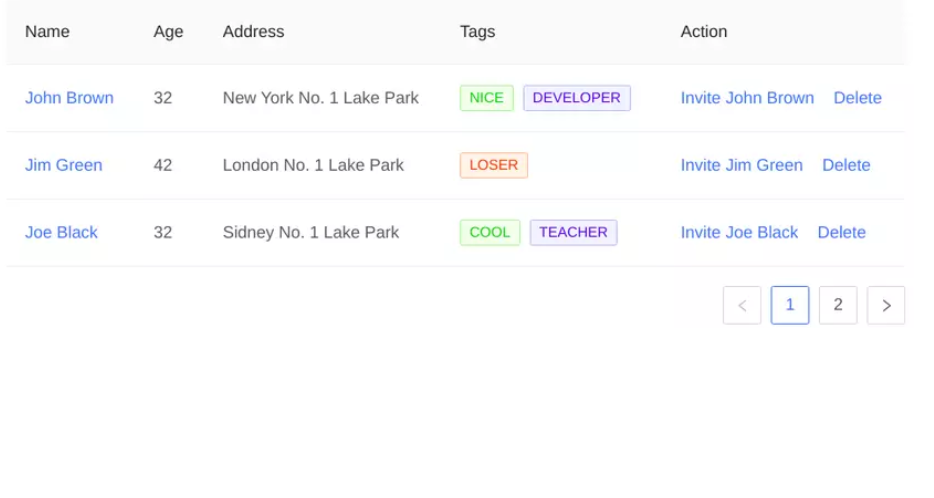 Name Age Address Tags Action
John Brown 32 New York No. 1 Lake Park NICE DEVELOPER Invite John Brown Delete
Jim Green 42 London No. 1 Lake Park LOSER Invite Jim Green Delete
Joe Black 32 Sidney No. 1 Lake Park COOL TEACHER Invite Joe Black Delete
< 1 2 >